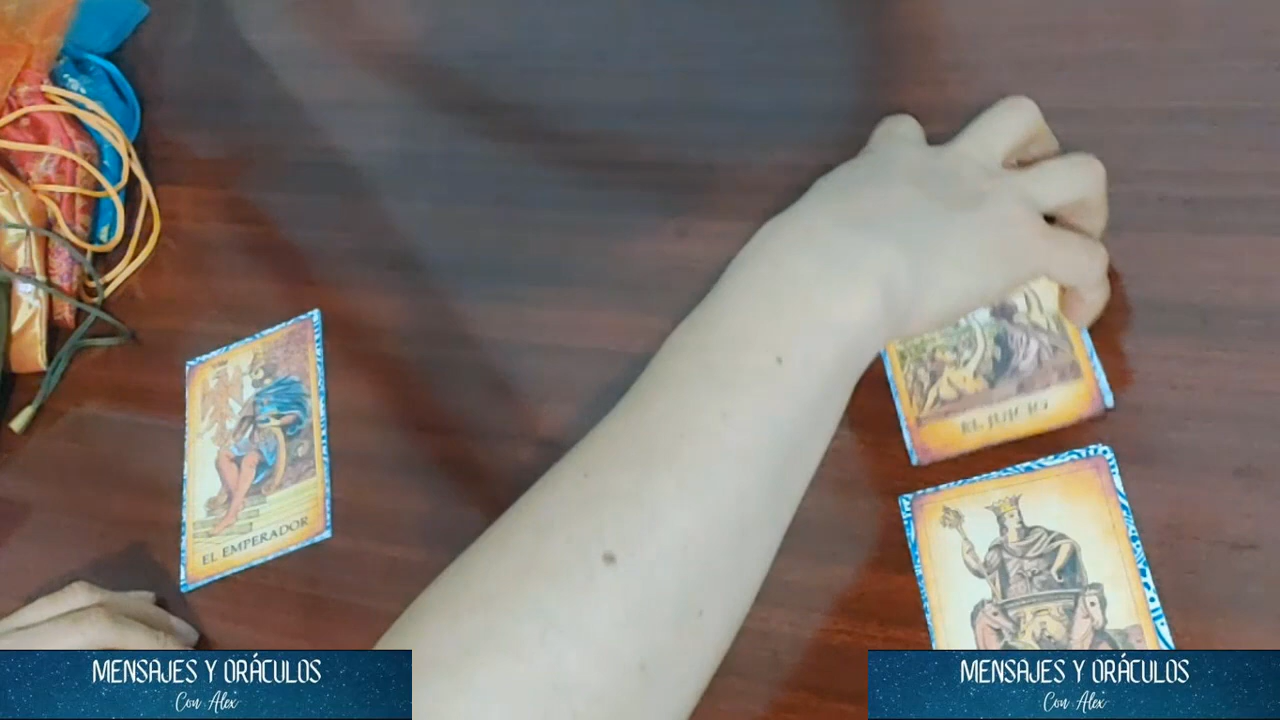 EL JUICIO
EL EMPERADOR
MENSAJES Y ORÁCULOS
Con Alex
MENSAJES Y ORÁCULOS
Con Alex